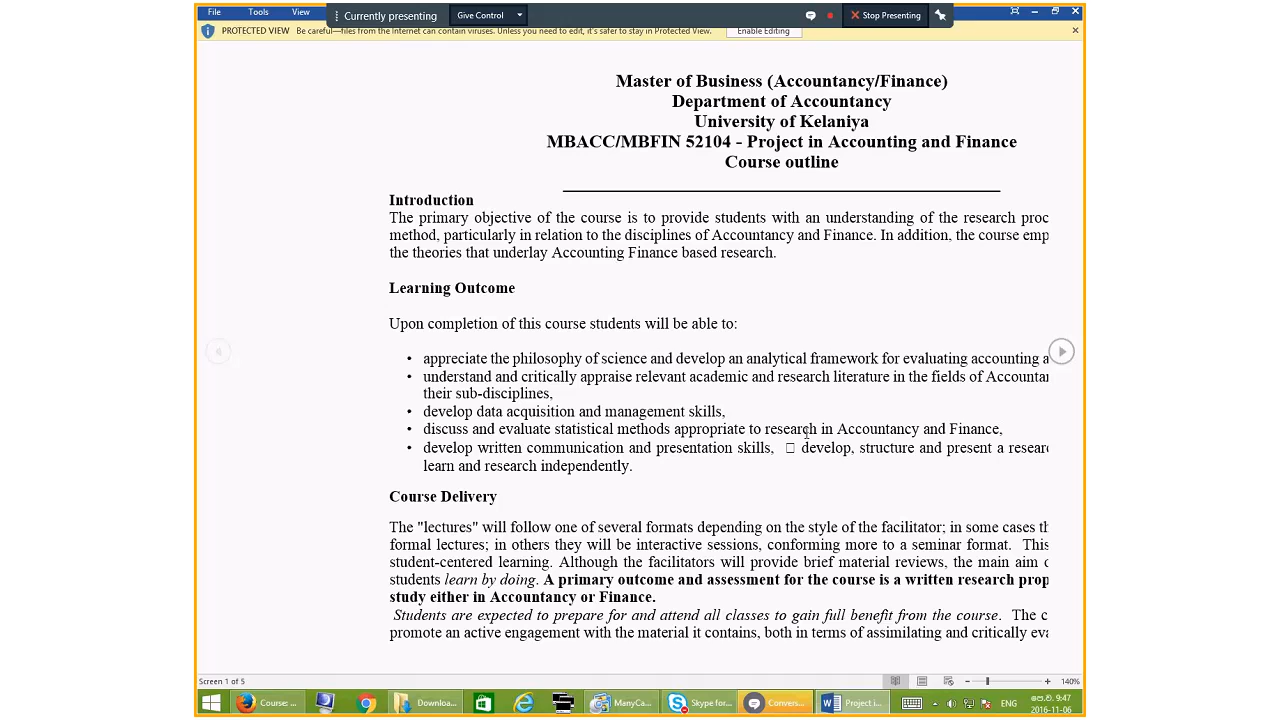 File Tools View
Currently presenting Give Control Stop Presenting
PROTECTED VIEW Be careful—files from the Internet can contain viruses. Unless you need to edit, it's safer to stay in Protected View. Enable Editing
Master of Business (Accountancy/Finance)
Department of Accountancy
University of Kelaniya
MBACC/MBFIN 52104 - Project in Accounting and Finance
Course outline
Introduction
The primary objective of the course is to provide students with an understanding of the research proc
method, particularly in relation to the disciplines of Accountancy and Finance. In addition, the course emp
the theories that underlay Accounting Finance based research.
Learning Outcome
Upon completion of this course students will be able to:
• appreciate the philosophy of science and develop an analytical framework for evaluating accounting a
• understand and critically appraise relevant academic and research literature in the fields of Accountan
their sub-disciplines,
• develop data acquisition and management skills,
• discuss and evaluate statistical methods appropriate to research in Accountancy and Finance,
• develop written communication and presentation skills, □ develop, structure and present a researc
learn and research independently.
Course Delivery
The "lectures" will follow one of several formats depending on the style of the facilitator; in some cases th
formal lectures; in others they will be interactive sessions, conforming more to a seminar format. This
student-centered learning. Although the facilitators will provide brief material reviews, the main aim o
students learn by doing. A primary outcome and assessment for the course is a written research prop
study either in Accountancy or Finance.
Students are expected to prepare for and attend all classes to gain full benefit from the course. The c
promote an active engagement with the material it contains, both in terms of assimilating and critically eva
Screen 1 of 5 140%
Course: ... Downloa... ManyCa... Skype for... Convers... Project i... ENG
9:47
2016-11-06